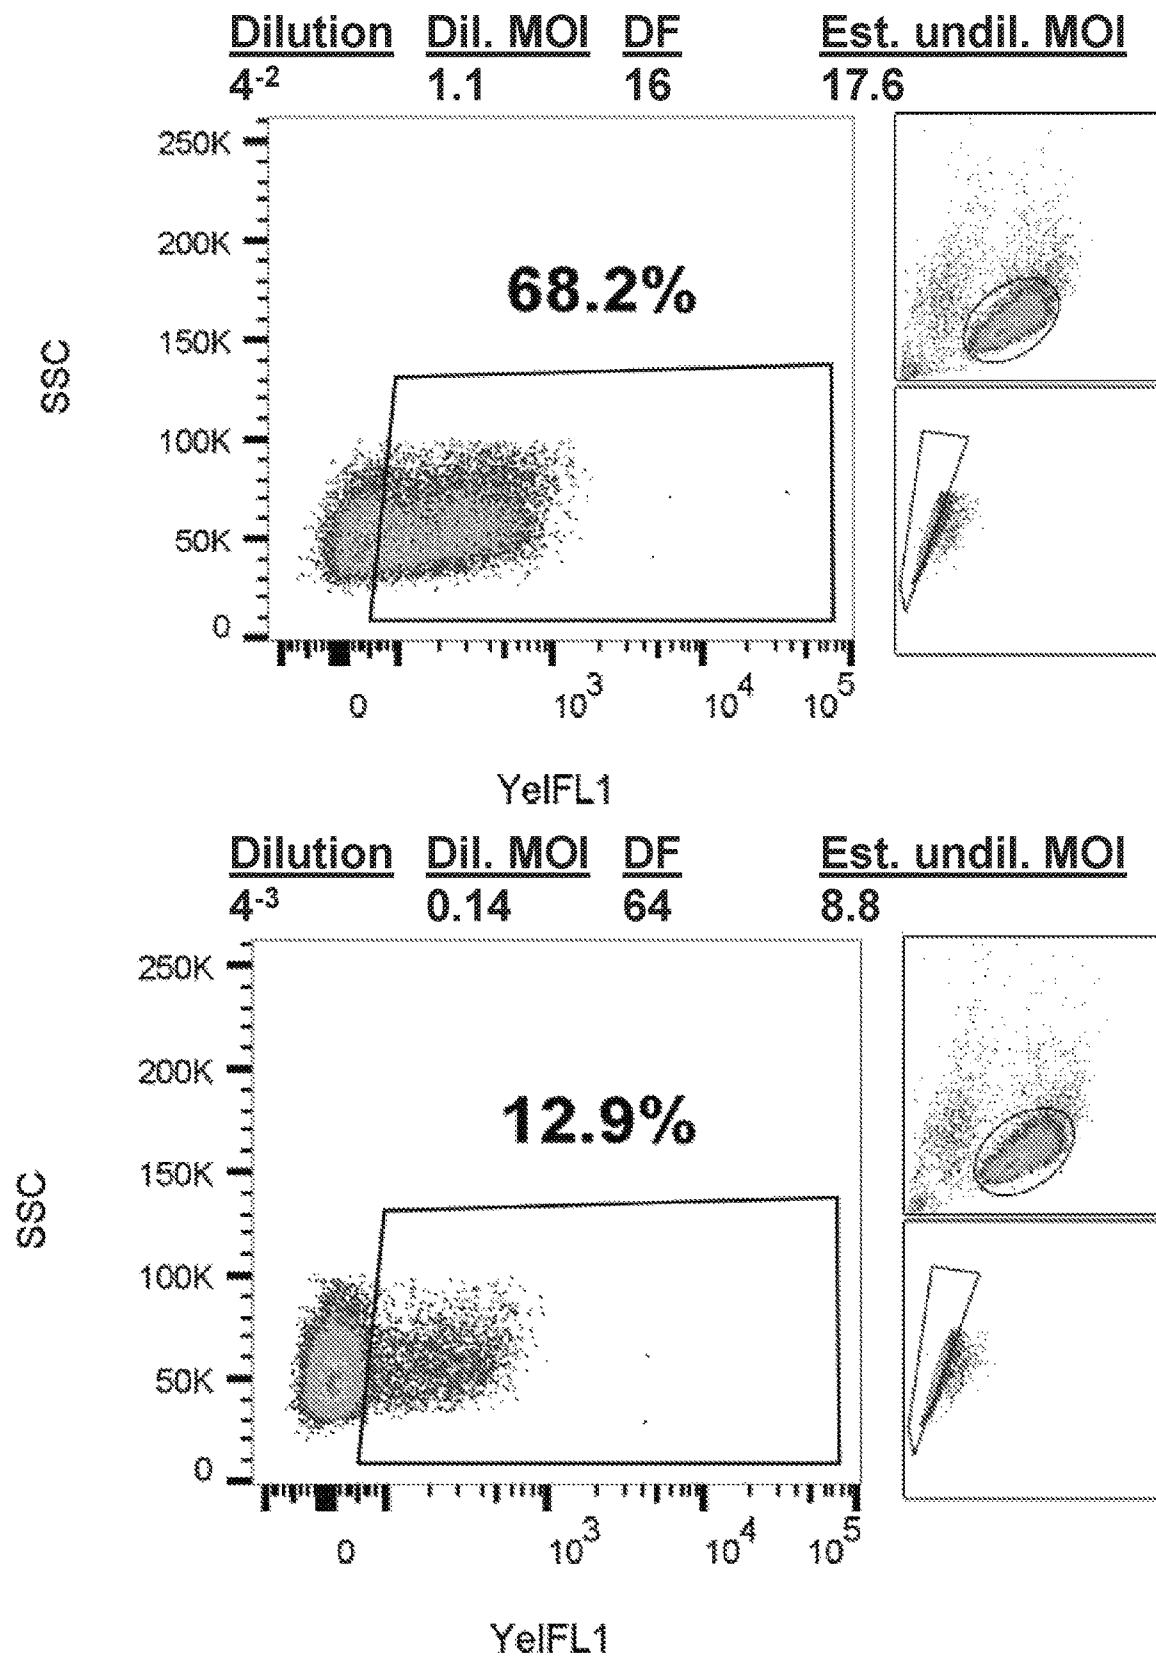 Dilution Dil. MOI DF Est. undil. MOI
4-2 1.1 16 17.6
250K
200K
68.2%
150K
SSC
100K
50K
0
0 10³ 10⁴ 10⁵
YelFL1
Dilution Dil. MOI DF Est. undil. MOI
4-3 0.14 64 8.8
250K
200K
12.9%
150K
SSC
100K
50K
0
0 10³ 10⁴ 10⁵
YelFL1